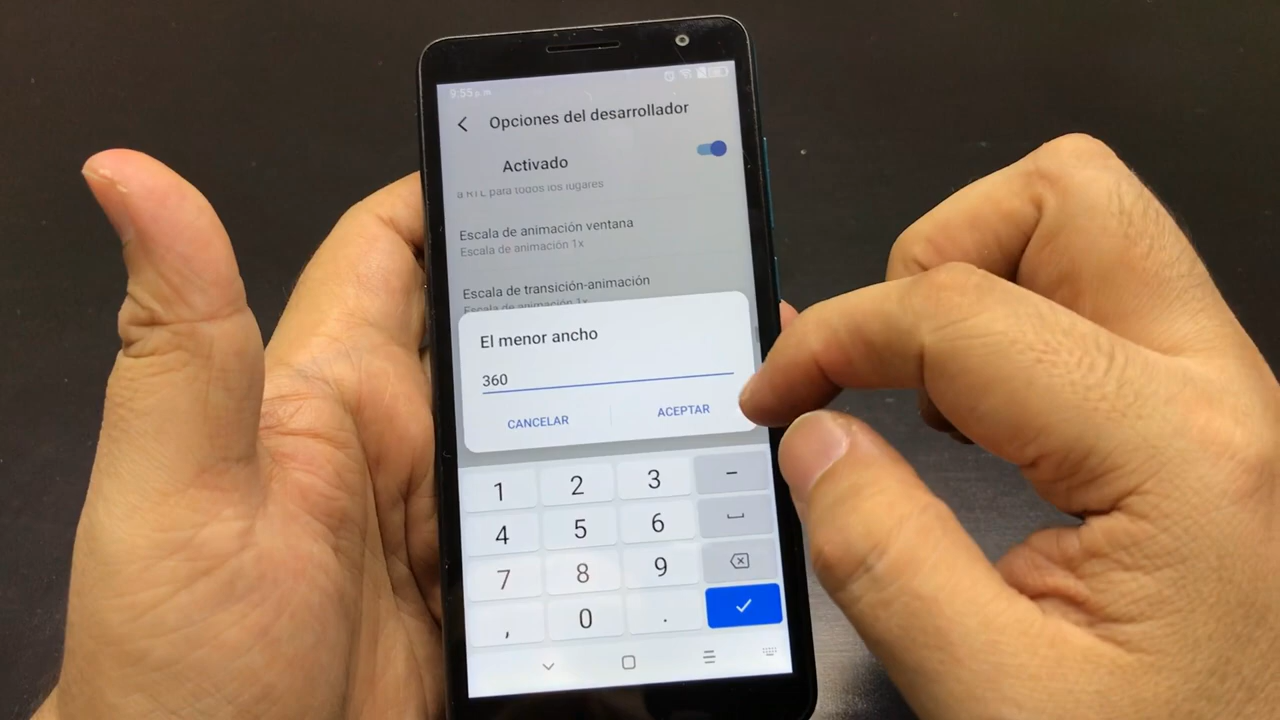 9:55 p. m.
Opciones del desarrollador
Activado
a RTL para todos los lugares
Escala de animación ventana
Escala de animación 1x
Escala de transición-animación
Escala de animación 1x
El menor ancho
360
CANCELAR ACEPTAR
1 2 3 -
4 5 6
7 8 9
, 0 .